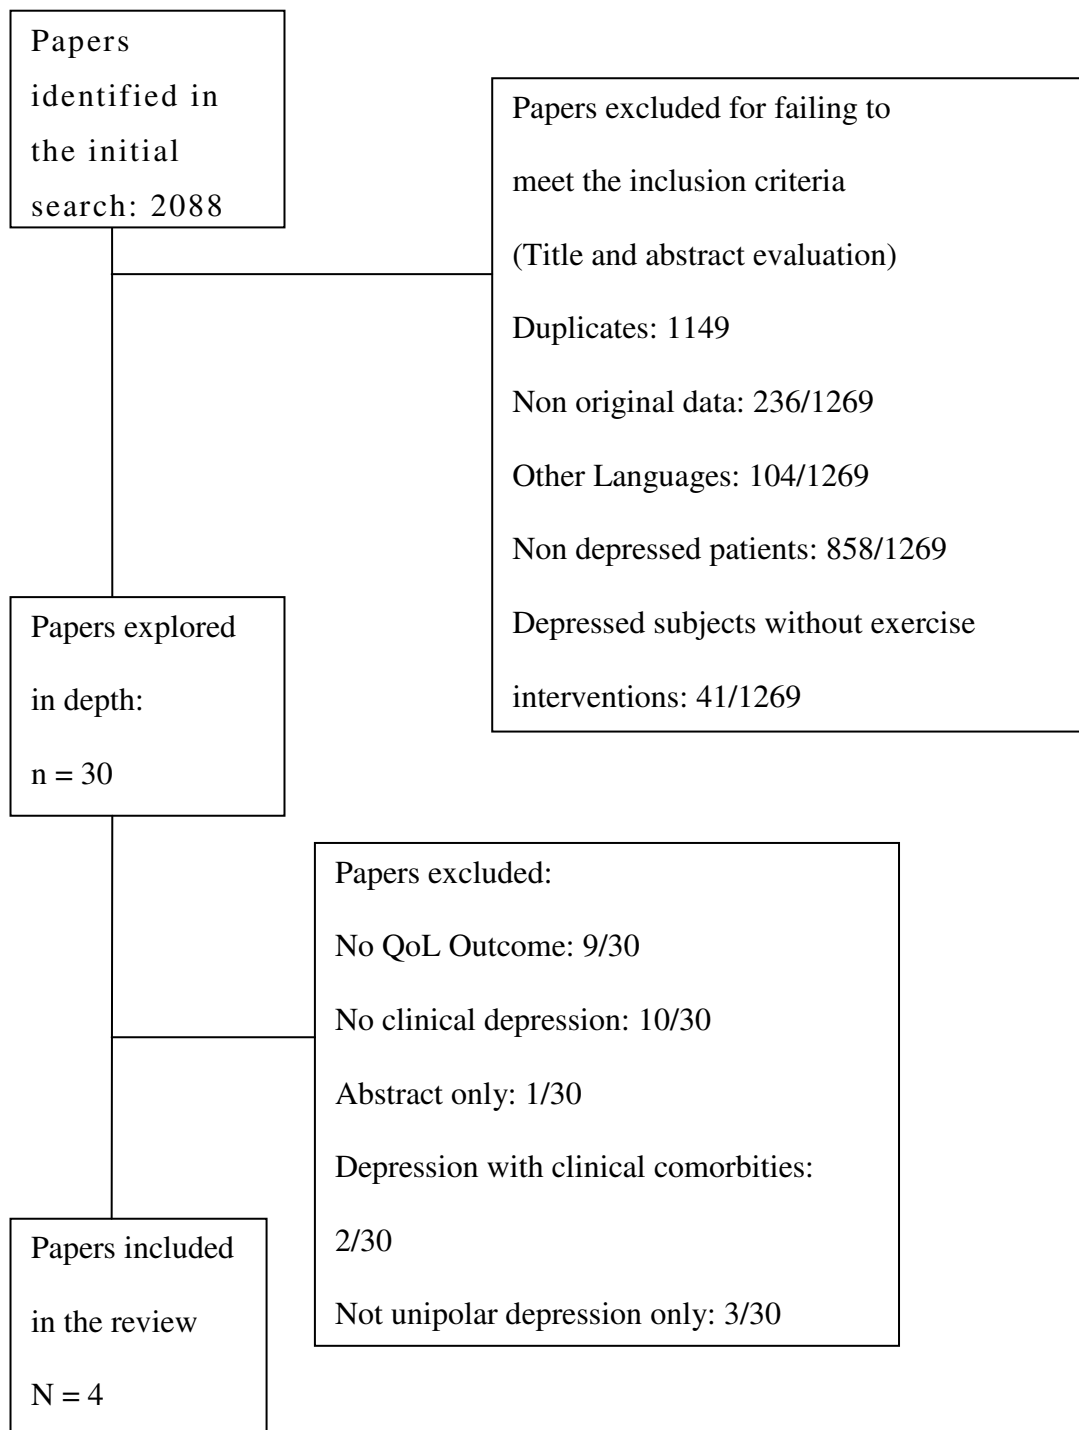 Papers
identified in
the initial
search: 2088
Papers excluded for failing to
meet the inclusion criteria
(Title and abstract evaluation)
Duplicates: 1149
Non original data: 236/1269
Other Languages: 104/1269
Non depressed patients: 858/1269
Depressed subjects without exercise
interventions: 41/1269
Papers explored
in depth:
n = 30
Papers excluded:
No QoL Outcome: 9/30
No clinical depression: 10/30
Abstract only: 1/30
Depression with clinical comorbities:
2/30
Not unipolar depression only: 3/30
Papers included
in the review
N = 4